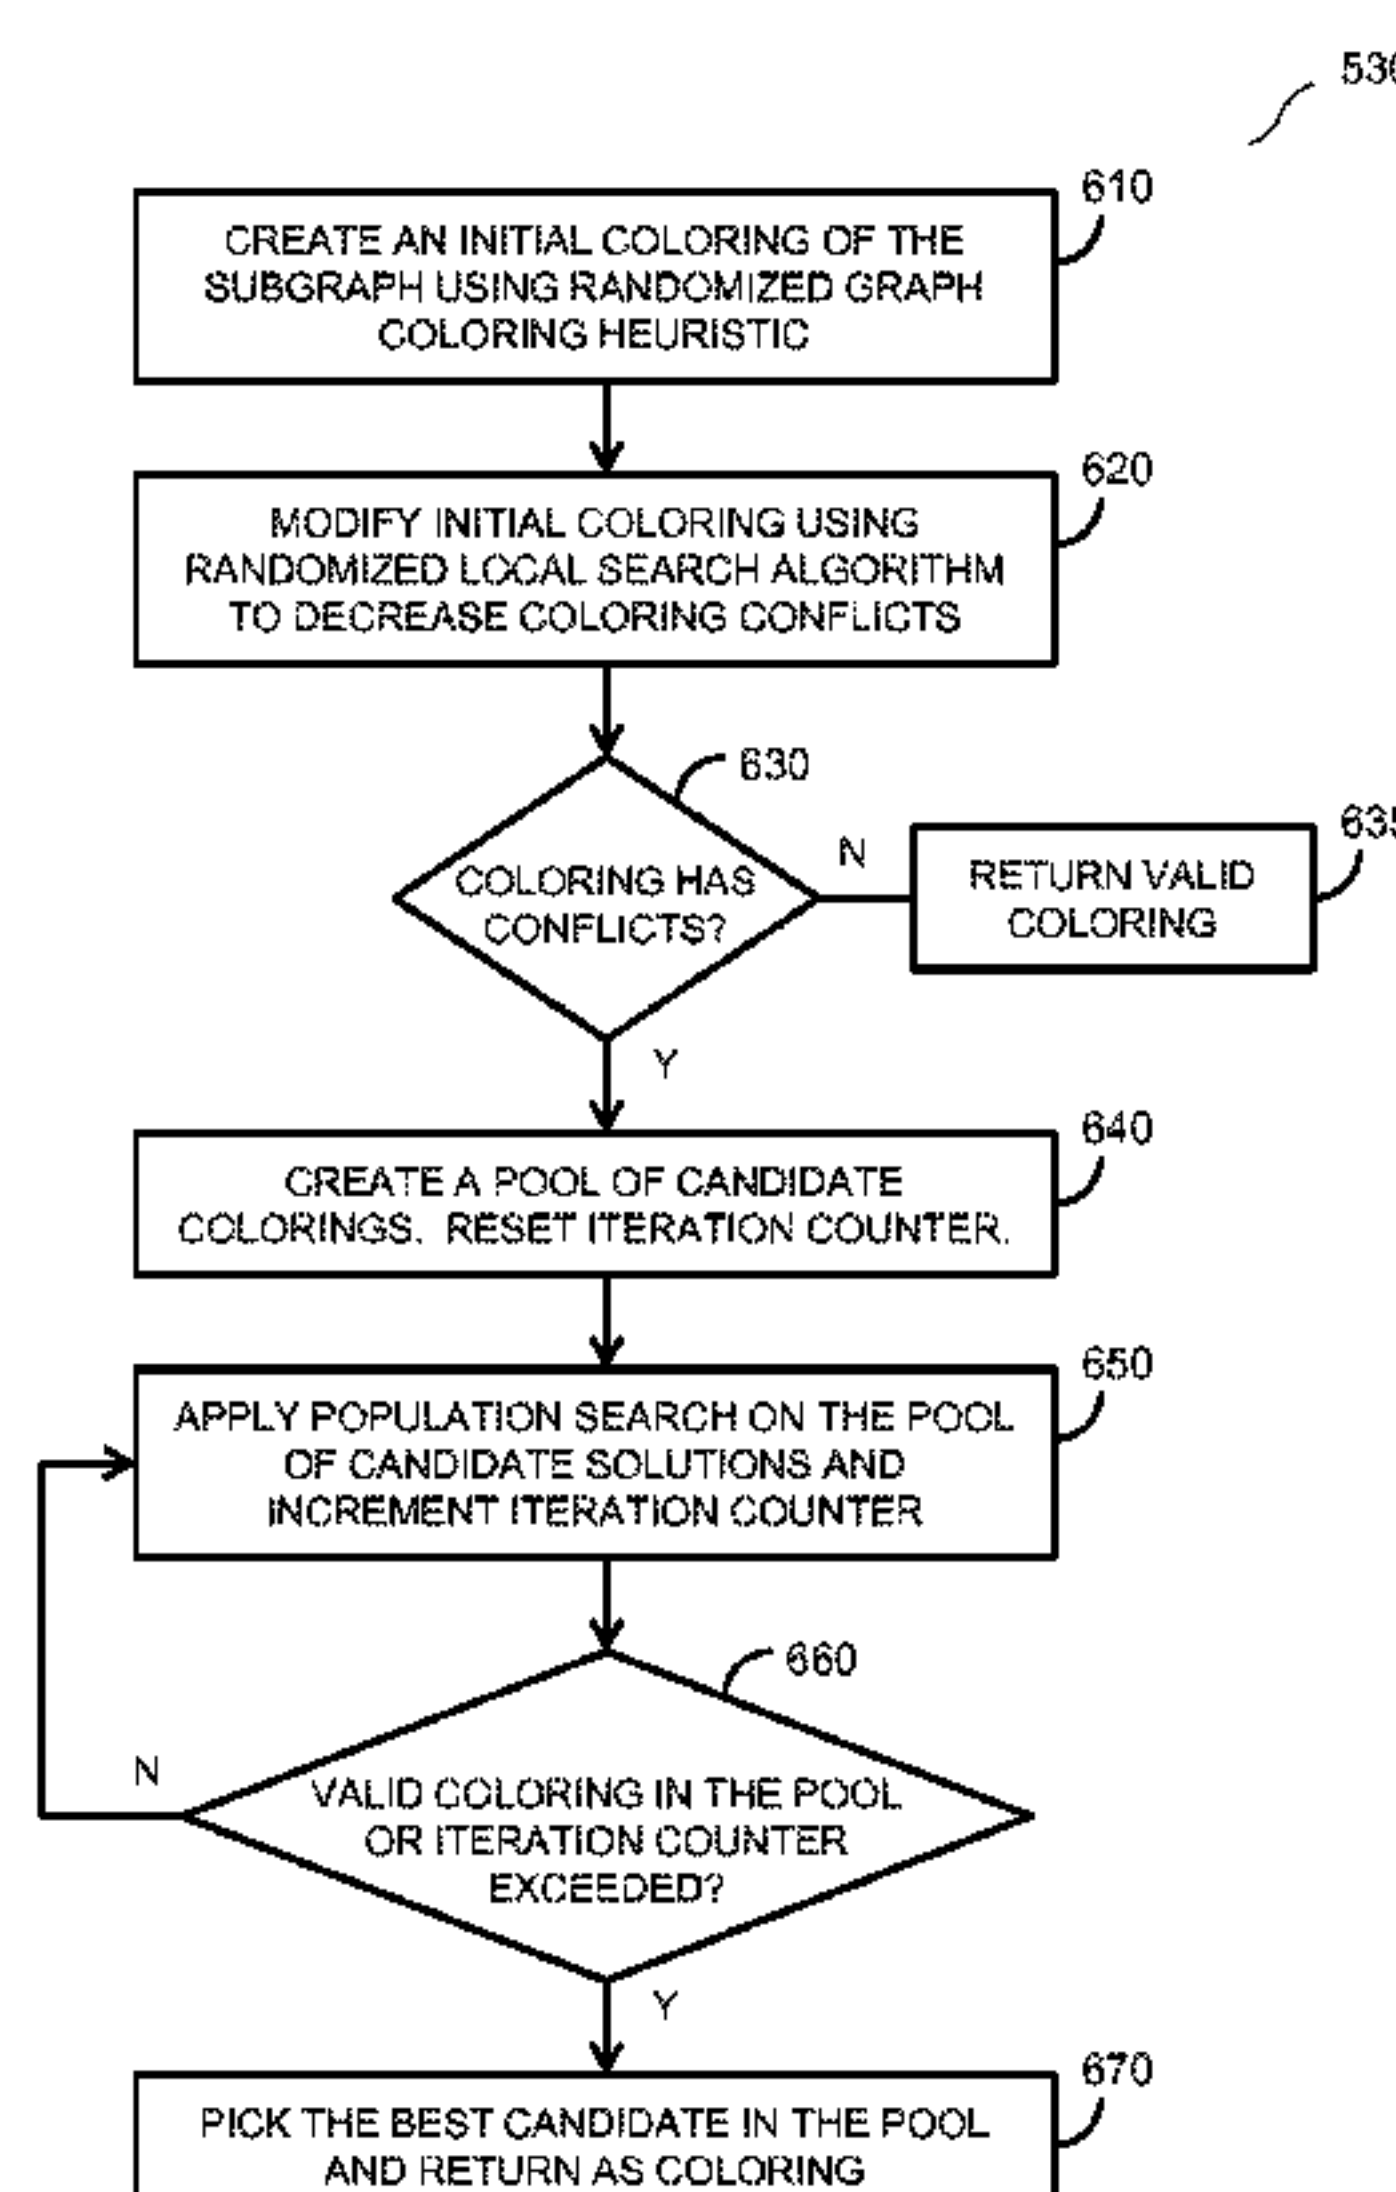 530
610
CREATE AN INITIAL COLORING OF THE
SUBGRAPH USING RANDOMIZED GRAPH
COLORING HEURISTIC
620
MODIFY INITIAL COLORING USING
RANDOMIZED LOCAL SEARCH ALGORITHM
TO DECREASE COLORING CONFLICTS
630
COLORING HAS
CONFLICTS?
N
635
RETURN VALID
COLORING
Y
640
CREATE A POOL OF CANDIDATE
COLORINGS. RESET ITERATION COUNTER.
650
APPLY POPULATION SEARCH ON THE POOL
OF CANDIDATE SOLUTIONS AND
INCREMENT ITERATION COUNTER
660
N
VALID COLORING IN THE POOL
OR ITERATION COUNTER
EXCEEDED?
Y
670
PICK THE BEST CANDIDATE IN THE POOL
AND RETURN AS COLORING